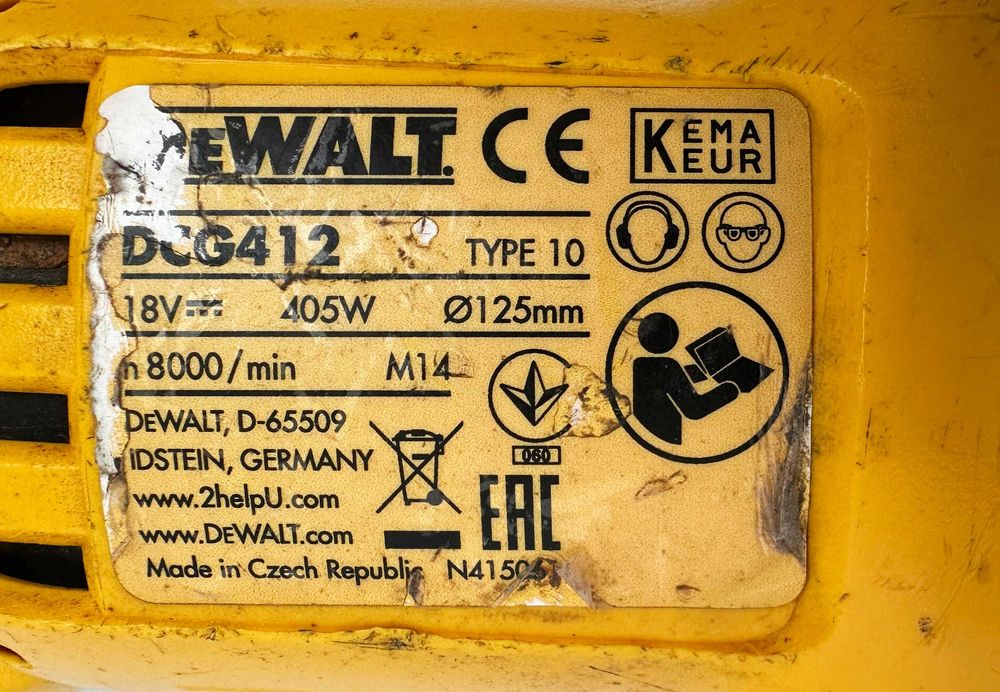 DEWALT. CE KEMA KEUR
DCG412 TYPE 10
18V 405W Ø125mm
n 8000/min M14
DEWALT, D-65509
IDSTEIN, GERMANY
www.2helpU.com
060
www.DEWALT.com
EAC
Made in Czech Republic